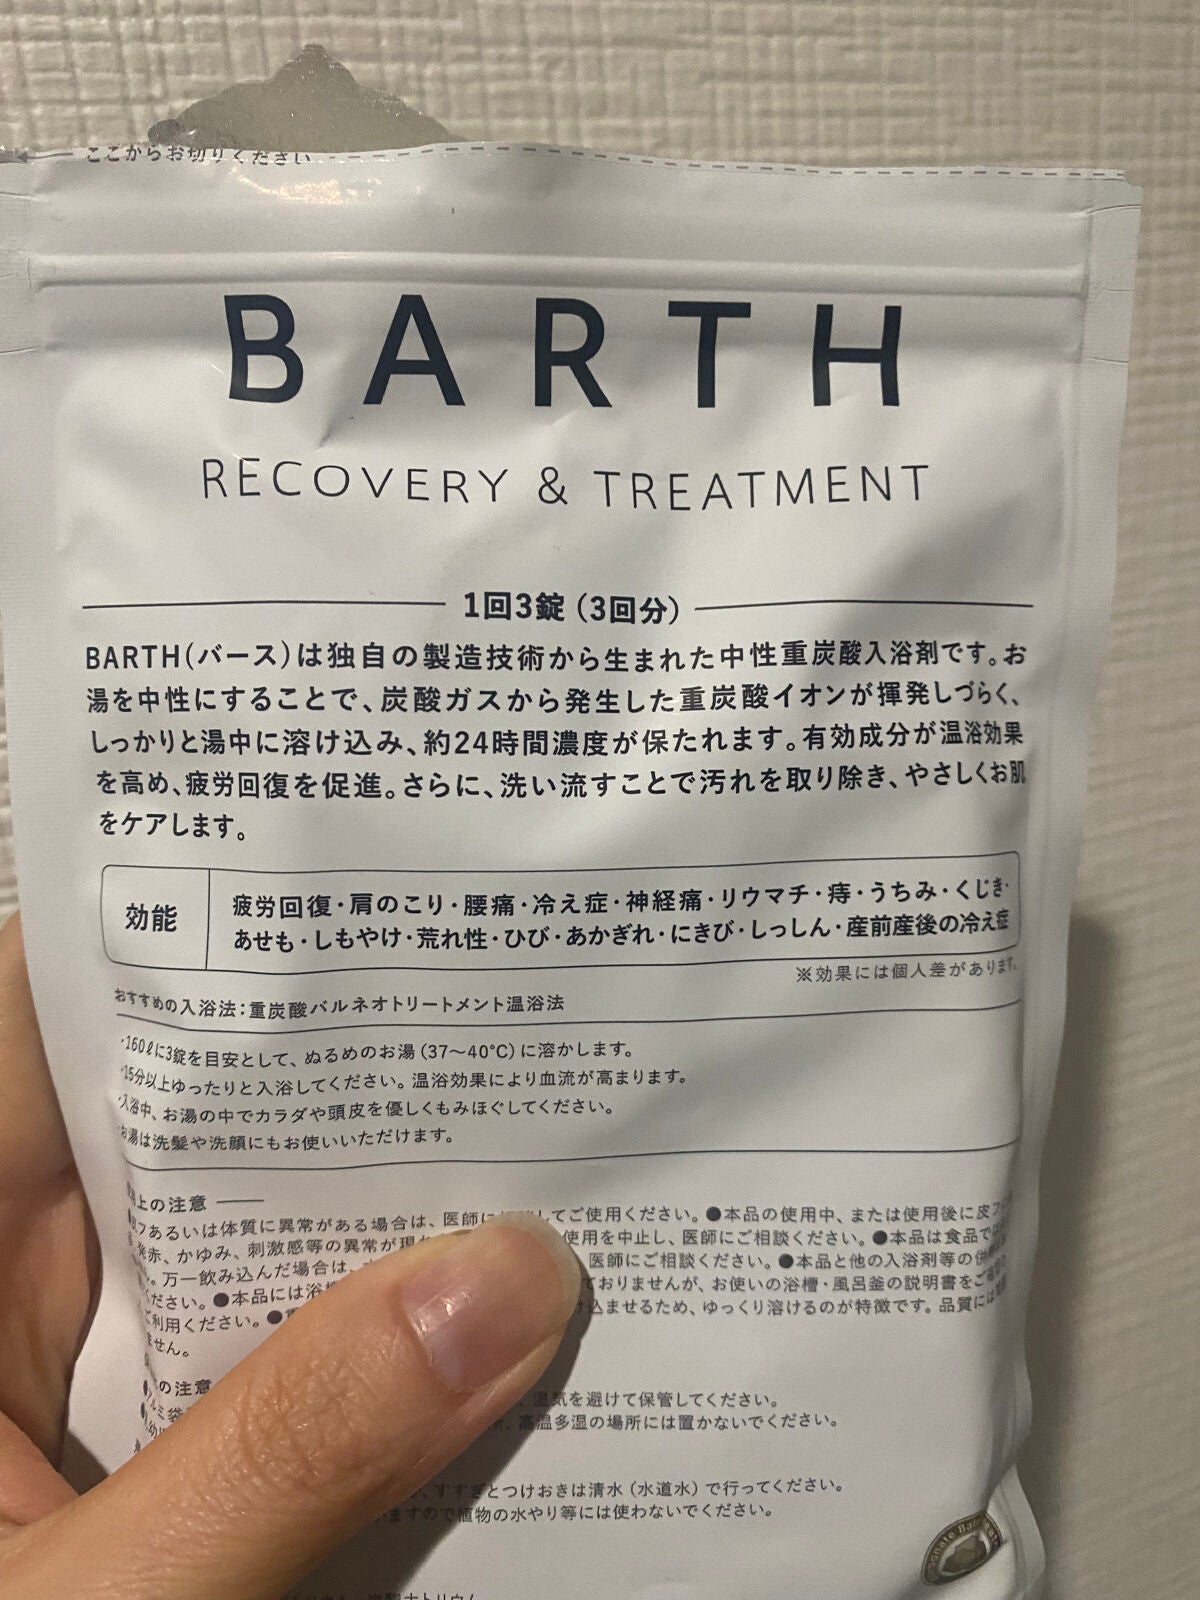 ここからお切りください
BARTH
RECOVERY & TREATMENT
1回3錠(3回分)
BARTH(バース)は独自の製造技術から生まれた中性重炭酸入浴剤です。お
湯を中性にすることで、炭酸ガスから発生した重炭酸イオンが揮発しづらく、
しっかりと湯中に溶け込み、約24時間濃度が保たれます。有効成分が温浴効果
を高め、疲労回復を促進。さらに、洗い流すことで汚れを取り除き、やさしくお肌
をケアします。
効能
疲労回復・肩のこり・腰痛・冷え症・神経痛・リウマチ・痔・うちみ・くじき・
あせも・しもやけ・荒れ性・ひび・あかぎれ・にきび・しっしん・産前産後の冷え症
※効果には個人差があります。
おすすめの入浴法:重炭酸バルネオトリートメント温浴法
・160ℓに3錠を目安として、ぬるめのお湯(37〜40℃)に溶かします。
・15分以上ゆったりと入浴してください。温浴効果により血流が高まります。
・入浴中、お湯の中でカラダや頭皮を優しくもみほぐしてください。
・お湯は洗髪や洗顔にもお使いいただけます。
上の注意
フあるいは体質に異常がある場合は、医師に してご使用ください。●本品の使用中、または使用後に皮フ
発赤、かゆみ、刺激感等の異常が現れ 使用を中止し、医師にご相談ください。●本品は食品では
。万一飲み込んだ場合は、 医師にご相談ください。●本品と他の入浴剤等の併
ください。●本品には浴 ておりませんが、お使いの浴槽・風呂釜の説明書をご
ご利用ください。● け込ませるため、ゆっくり溶けるのが特徴です。品質には
ません。
の注意
ルミ袋 、湿気を避けて保管してください。
、高温多湿の場所には置かないでください。
、すすぎとつけおきは清水(水道水)で行ってください。
ますので植物の水やり等には使わないでください。